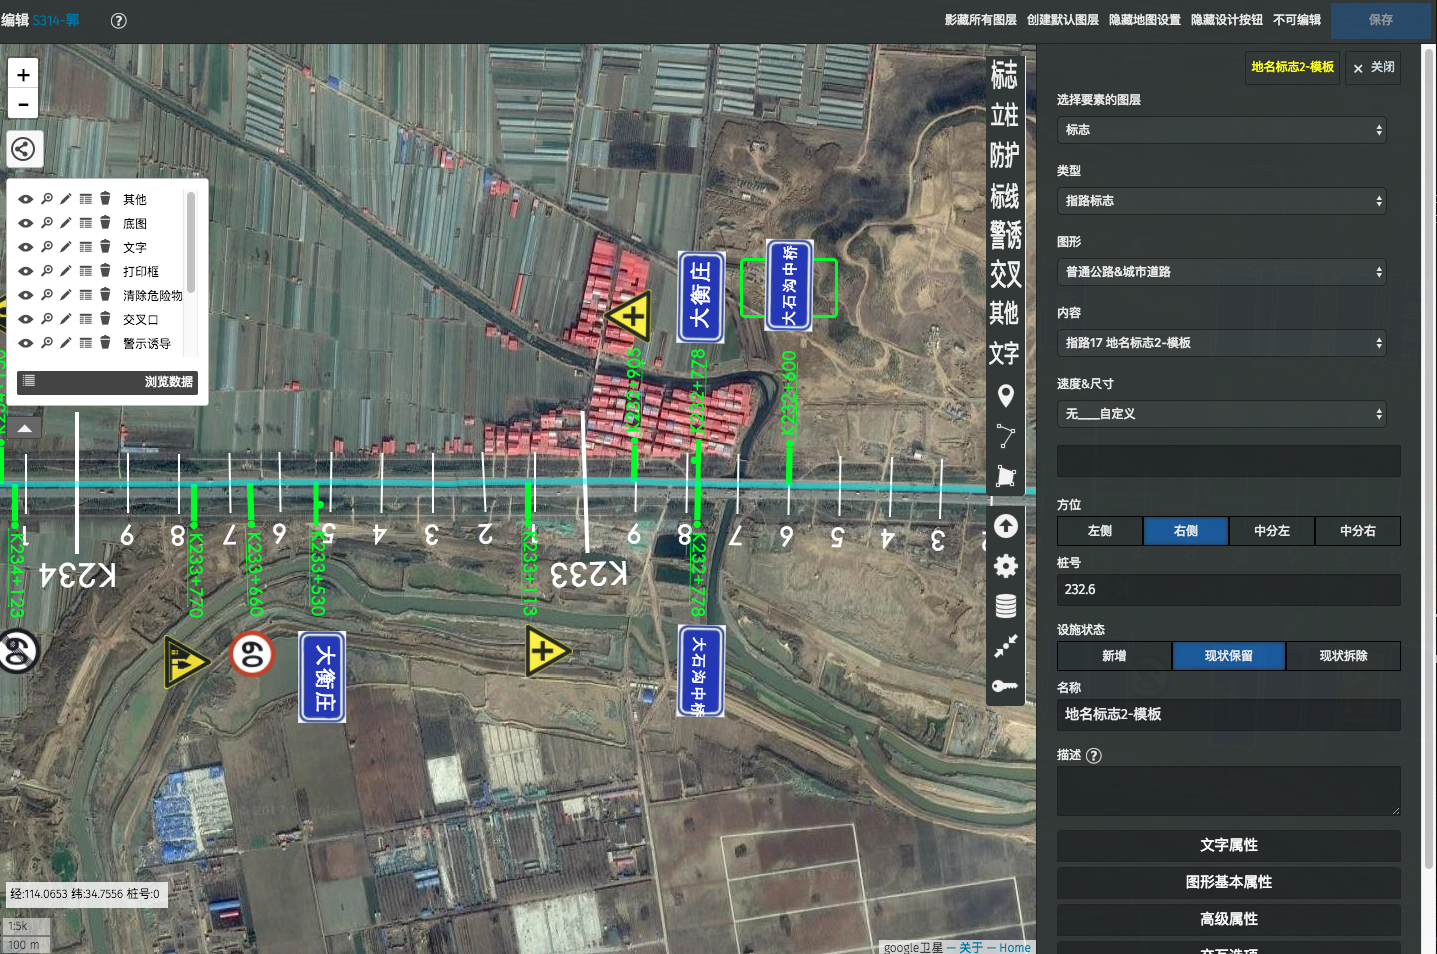 编辑 S314-郭
影藏所有图层 创建默认图层 隐藏地图设置 隐藏设计按钮 不可编辑 保存
+
−
其他
底图
文字
打印框
清除危险物
交叉口
警示诱导
浏览数据
标志
立柱
防护
标线
警诱
交叉
其他
文字
大衡庄
大石沟中桥
K232+905
K232+778
K232+600
1
9
8
7
6
5
4
3
2
1
9
8
7
6
5
4
3
K234
K233
K234+123
K233+770
K233+660
K233+530
K233+113
K232+778
60
60
大衡庄
大石沟中桥
经:114.0653 纬:34.7556 桩号:0
1:5k
100 m
google卫星 — 关于 — Home
地名标志2-模板
× 关闭
选择要素的图层
标志
类型
指路标志
图形
普通公路&城市道路
内容
指路17 地名标志2-模板
速度&尺寸
无___自定义
方位
左侧 右侧 中分左 中分右
桩号
232.6
设施状态
新增 现状保留 现状拆除
名称
地名标志2-模板
描述
文字属性
图形基本属性
高级属性
交互选项